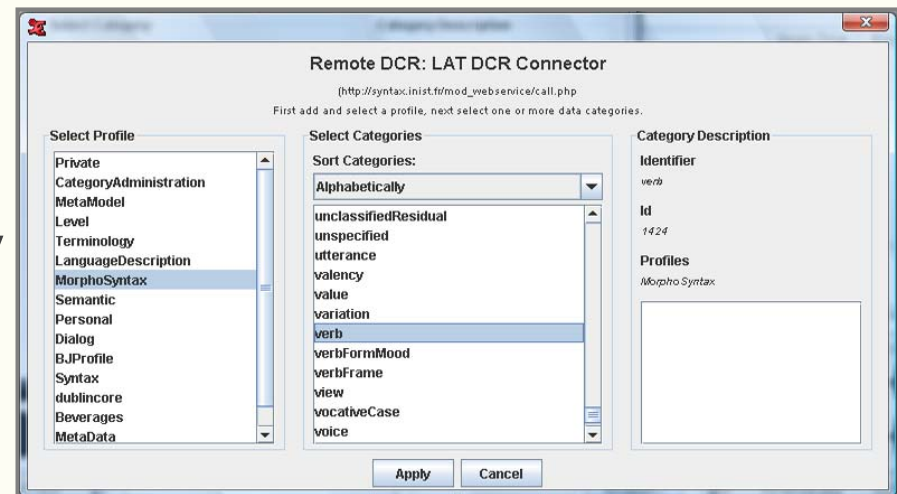 Remote DCR: LAT DCR Connector
(http://syntax.inist.fr/mod_webservice/call.php
First add and select a profile, next select one or more data categories.
Select Profile
Private
CategoryAdministration
MetaModel
Level
Terminology
LanguageDescription
MorphoSyntax
Semantic
Personal
Dialog
BJProfile
Syntax
dublincore
Beverages
MetaData
Select Categories
Sort Categories:
Alphabetically
unclassifiedResidual
unspecified
utterance
valency
value
variation
verb
verbFormMood
verbFrame
view
vocativeCase
voice
Category Description
Identifier
verb
Id
1424
Profiles
Morpho Syntax
Apply Cancel